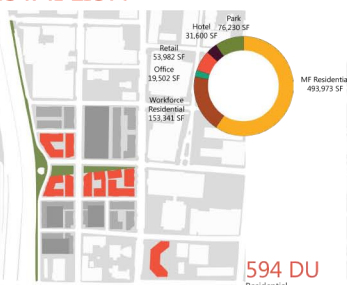 Park
76,230 SF
Hotel
31,600 SF
Retail
53,982 SF
Office
19,502 SF
Workforce
Residential
153,341 SF
MF Residentia
493,973 SF
594 DU
Residential